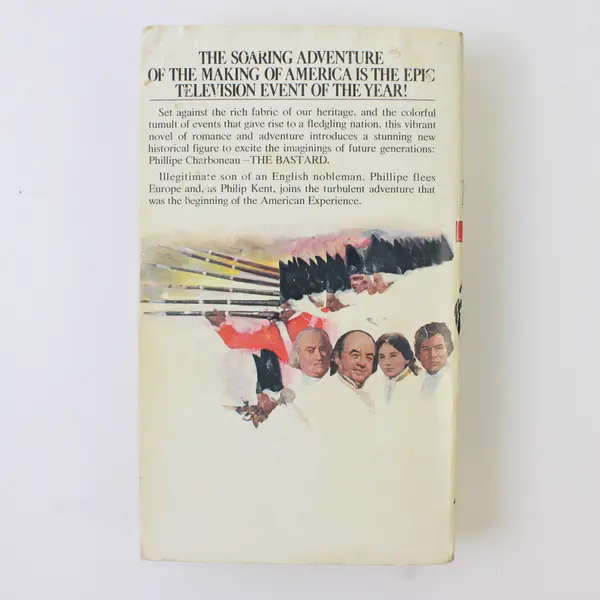 THE SOARING ADVENTURE
OF THE MAKING OF AMERICA IS THE EPIC
TELEVISION EVENT OF THE YEAR!
Set against the rich fabric of our heritage, and the colorful
tumult of events that gave rise to a fledgling nation, this vibrant
novel of romance and adventure introduces a stunning new
historical figure to excite the imaginings of future generations:
Phillipe Charboneau—THE BASTARD.
Illegitimate son of an English nobleman, Phillipe flees
Europe and, as Philip Kent, joins the turbulent adventure that
was the beginning of the American Experience.